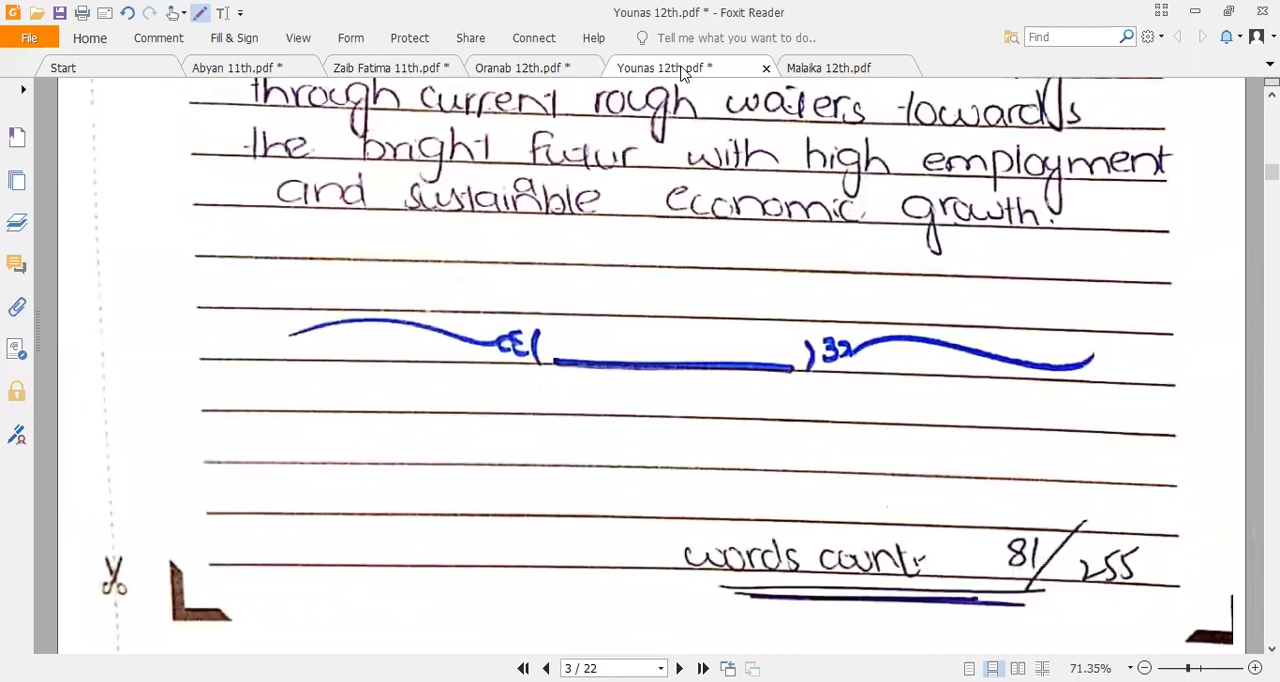 Younas 12th.pdf * - Foxit Reader
File Home Comment Fill & Sign View Form Protect Share Connect Help Tell me what you want to do.. Find
Start Abyan 11th.pdf * Zaib Fatima 11th.pdf * Oranab 12th.pdf * Younas 12th.pdf * Malaika 12th.pdf
through current rough waters towards
the bright Futur with high employment
and sustainable economic growth.
words count:- 81/255
3 / 22 71.35%